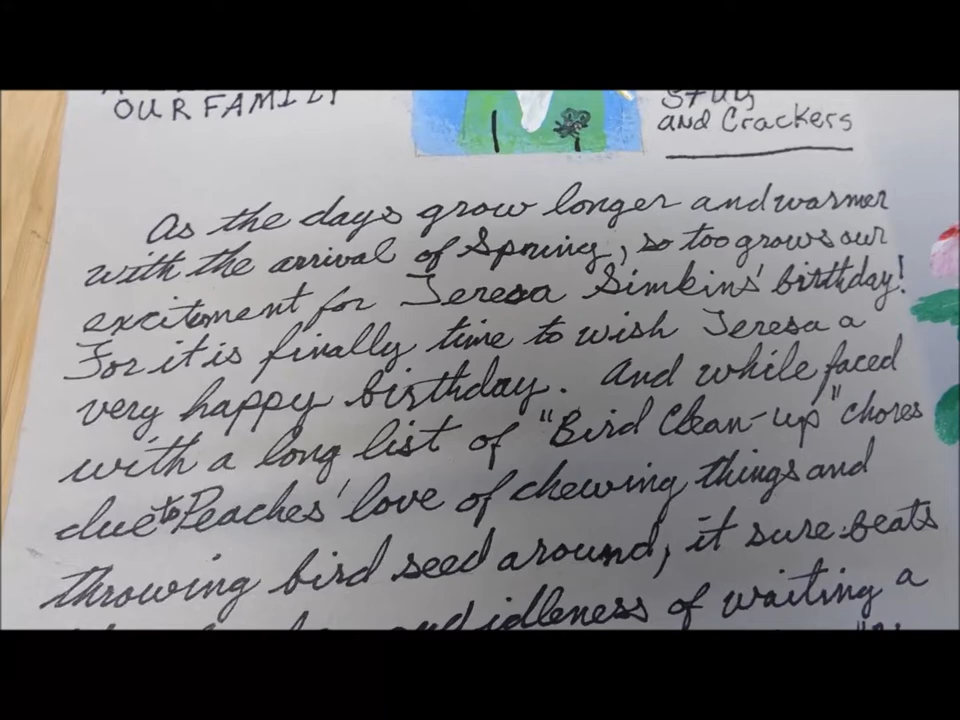 OUR FAMILY
and Crackers
As the days grow longer and warmer
with the arrival of Spring, so too grows our
excitement for Teresa Simkins' birthday!
For it is finally time to wish Teresa a
very happy birthday. And while faced
with a long list of "Bird Clean-up" chores
due to Peaches' love of chewing things and
throwing bird seed around, it sure beats
and idleness of waiting a